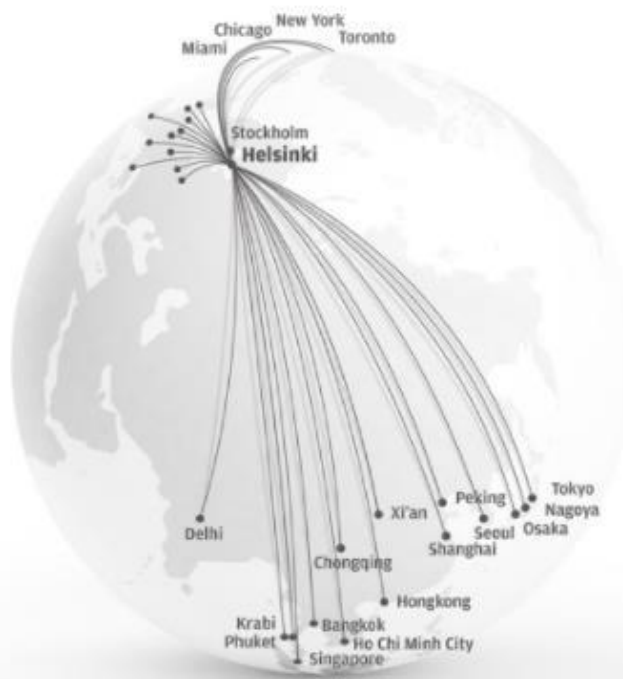 New York
Chicago
Toronto
Miami
Stockholm
Helsinki
Tokyo
Peking
Nagoya
Xi'an
Osaka
Seoul
Delhi
Shanghai
Chongqing
Hongkong
Krabi
Bangkok
Phuket
Ho Chi Minh City
Singapore